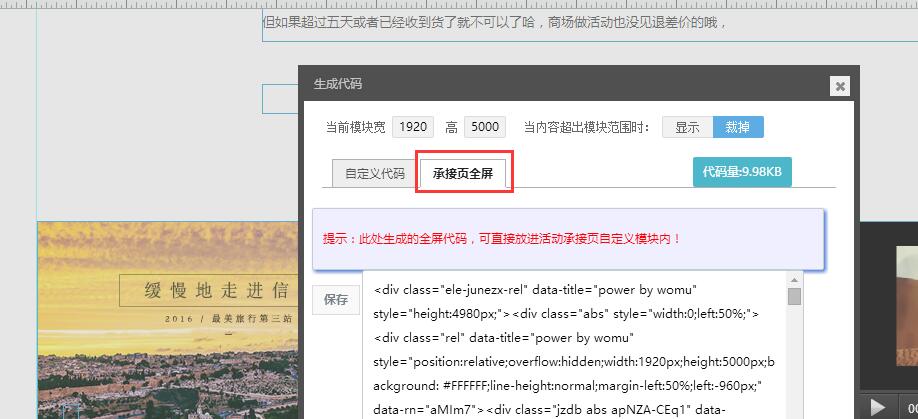 但如果超过五天或者已经收到货了就不可以了哈，商场做活动也没见退差价的哦，
生成代码
当前模块宽 1920 高 5000 当内容超出模块范围时： 显示 裁掉
自定义代码 承接页全屏 代码量:9.98KB
提示：此处生成的全屏代码，可直接放进活动承接页自定义模块内！
保存
<div class="ele-junezx-rel" data-title="power by womu"
style="height:4980px;"><div class="abs" style="width:0;left:50%;">
<div class="rel" data-title="power by womu"
style="position:relative;overflow:hidden;width:1920px;height:5000px;b
ackground: #FFFFFF;line-height:normal;margin-left:50%;left:-960px;"
data-rn="aMIm7"><div class="jzdb abs apNZA-CEq1" data-
缓慢地走进信
2016 / 最美旅行第三站